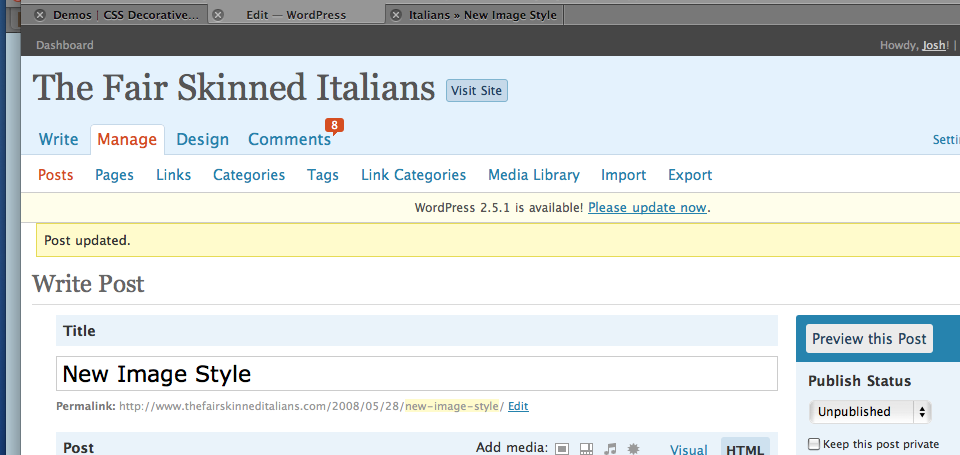 Demos | CSS Decorative... Edit — WordPress Italians » New Image Style
Dashboard Howdy, Josh! |
The Fair Skinned Italians Visit Site
8
Write Manage Design Comments Setti
Posts Pages Links Categories Tags Link Categories Media Library Import Export
WordPress 2.5.1 is available! Please update now.
Post updated.
Write Post
Title
Preview this Post
New Image Style
Publish Status
Permalink: http://www.thefairskinneditalians.com/2008/05/28/new-image-style/ Edit
Unpublished
Post Add media: Visual HTML
Keep this post private